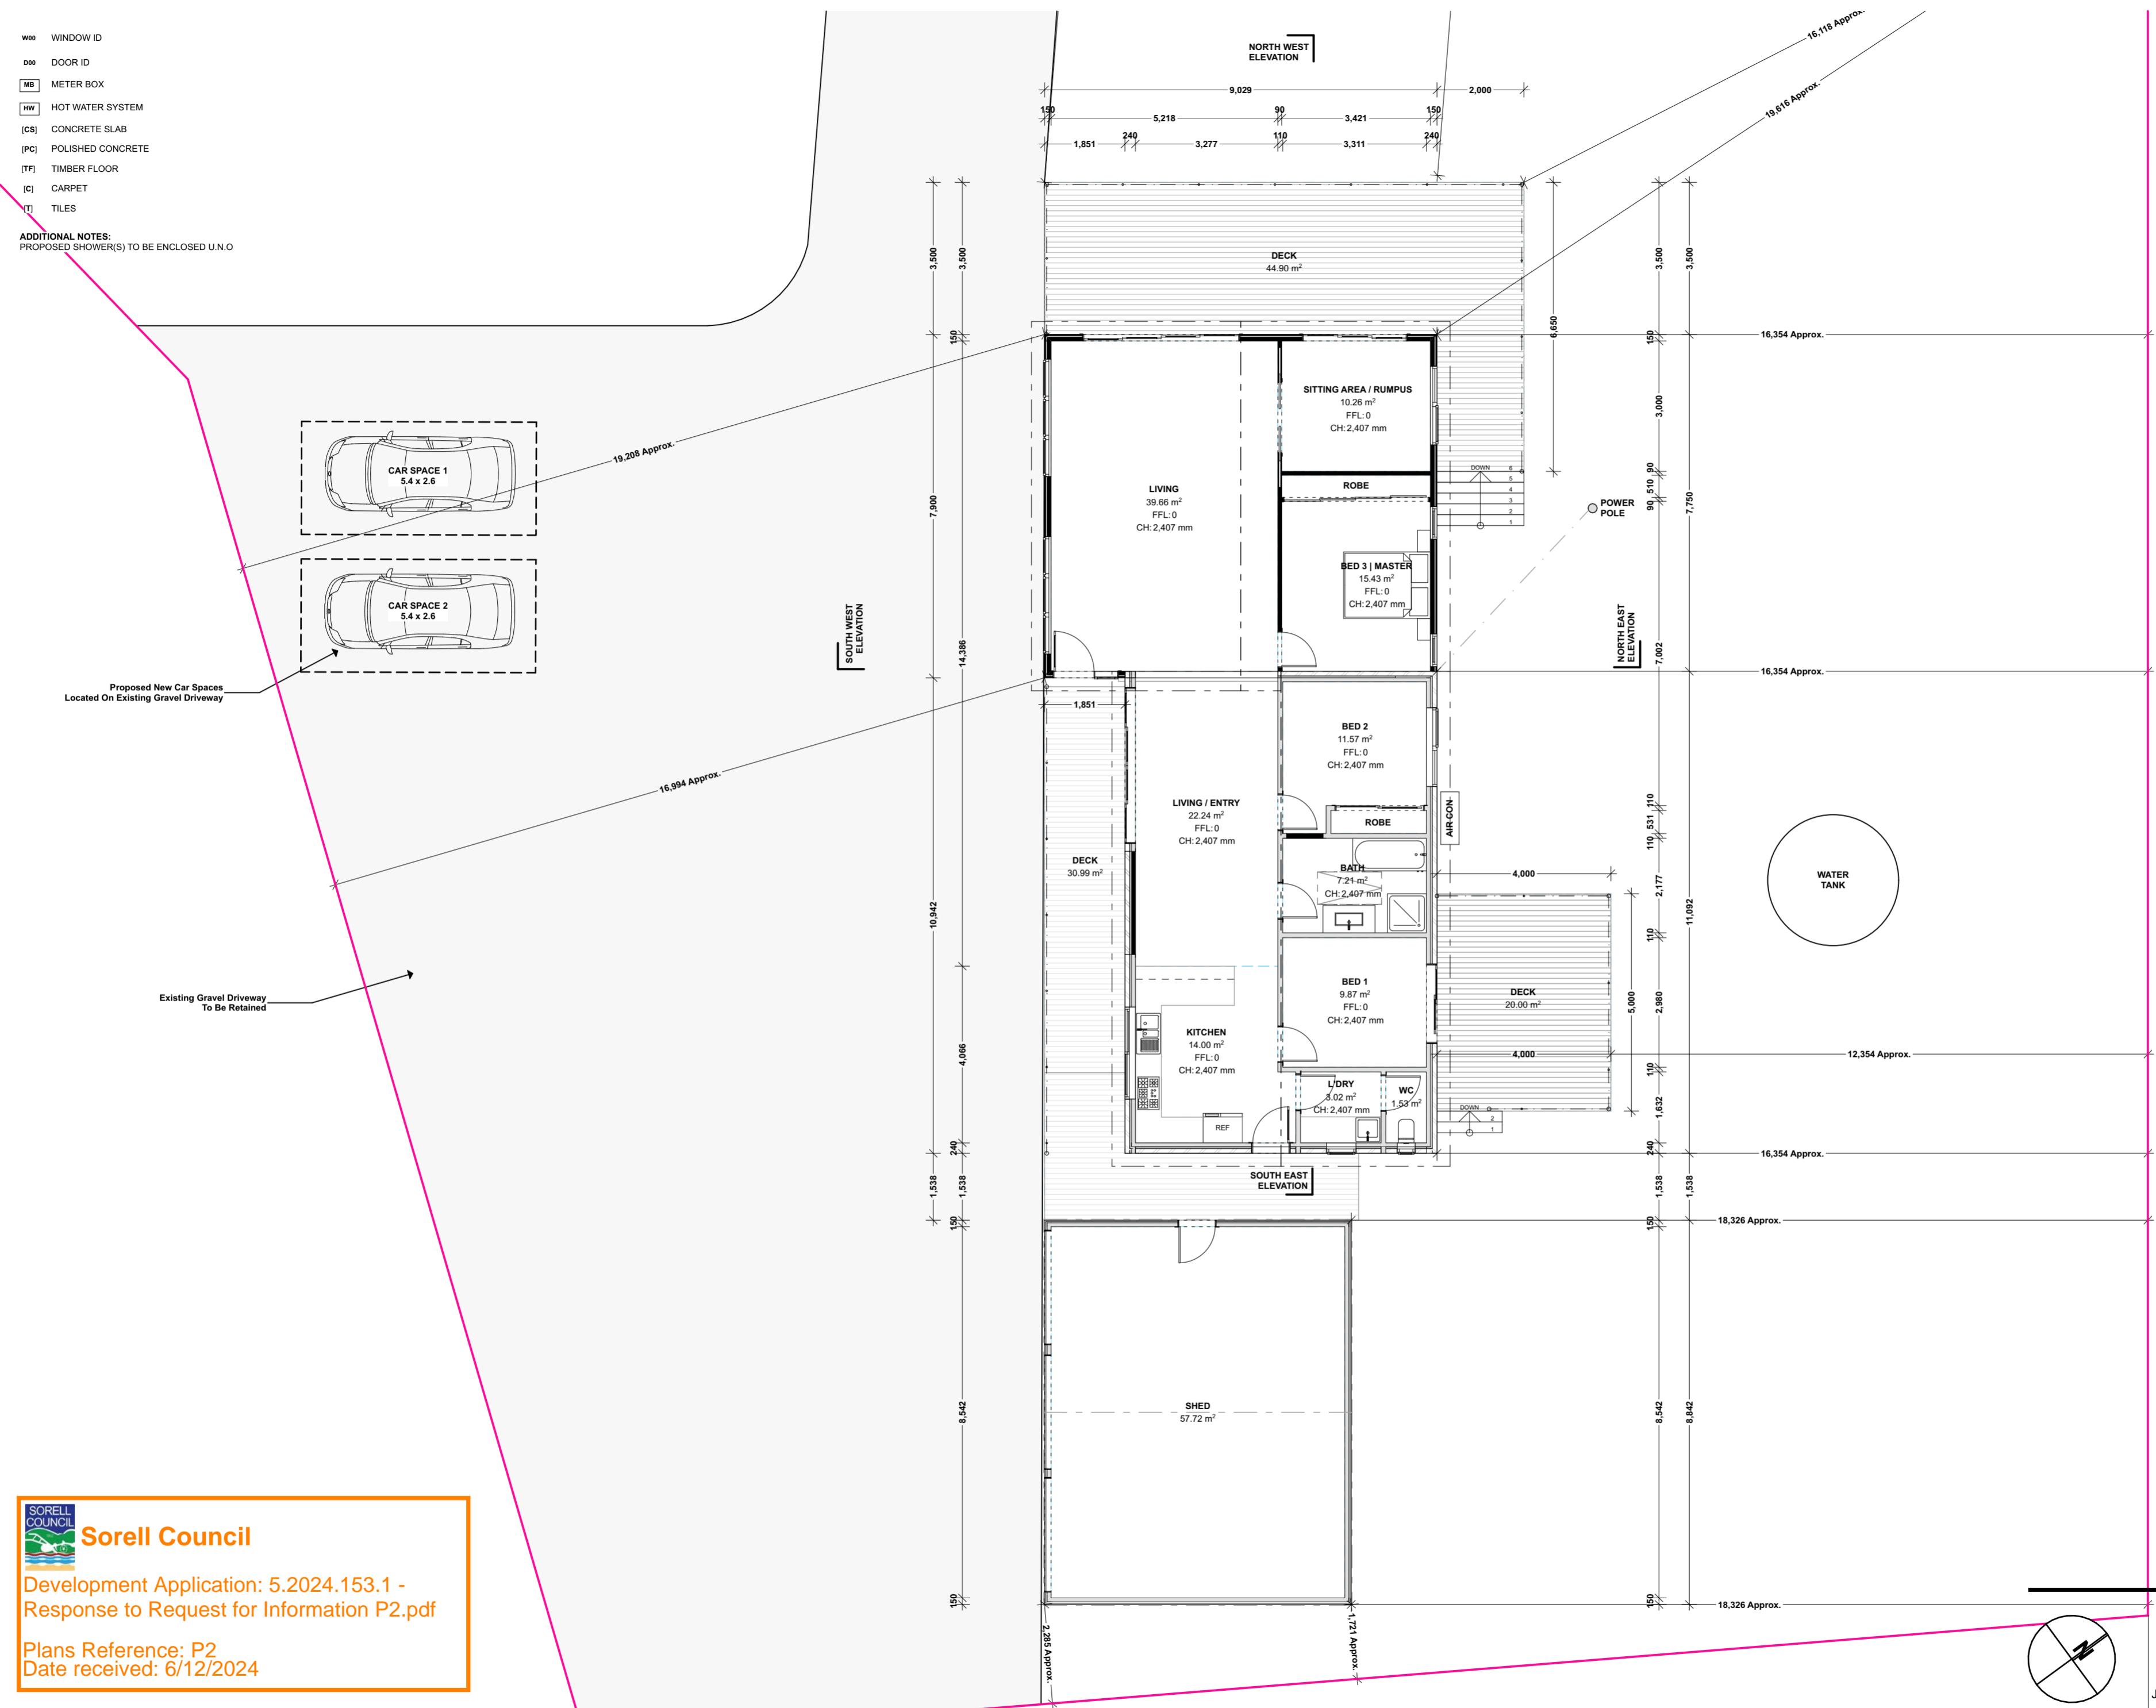 W00 WINDOW ID
D00 DOOR ID
MB METER BOX
HW HOT WATER SYSTEM
[CS] CONCRETE SLAB
[PC] POLISHED CONCRETE
[TF] TIMBER FLOOR
[C] CARPET
[T] TILES
ADDITIONAL NOTES:
PROPOSED SHOWER(S) TO BE ENCLOSED U.N.O
NORTH WEST
ELEVATION
16,118 Approx.
19,616 Approx.
9,029
2,000
150
5,218
90
3,421
150
1,851
240
3,277
110
3,311
240
3,500
3,500
DECK
44.90 m²
6,650
3,500
3,500
150
150
16,354 Approx.
SITTING AREA / RUMPUS
10.26 m²
FFL: 0
CH: 2,407 mm
3,000
CAR SPACE 1
5.4 x 2.6
19,208 Approx.
7,900
LIVING
39.66 m²
FFL: 0
CH: 2,407 mm
ROBE
DOWN
6
5
4
3
2
1
POWER
POLE
90
510
90
7,750
BED 3 | MASTER
15.43 m²
FFL: 0
CH: 2,407 mm
CAR SPACE 2
5.4 x 2.6
SOUTH WEST
ELEVATION
14,386
NORTH EAST
ELEVATION
7,002
16,354 Approx.
Proposed New Car Spaces
Located On Existing Gravel Driveway
1,851
BED 2
11.57 m²
FFL: 0
CH: 2,407 mm
16,994 Approx.
LIVING / ENTRY
22.24 m²
FFL: 0
CH: 2,407 mm
ROBE
AIR CON
110
531
110
DECK
30.99 m²
BATH
7.21 m²
CH: 2,407 mm
4,000
2,177
WATER
TANK
10,942
11,092
110
Existing Gravel Driveway
To Be Retained
BED 1
9.87 m²
FFL: 0
CH: 2,407 mm
DECK
20.00 m²
5,000
2,980
KITCHEN
14.00 m²
FFL: 0
CH: 2,407 mm
4,066
4,000
12,354 Approx.
110
L'DRY
3.02 m²
CH: 2,407 mm
WC
1.53 m²
1,632
REF
DOWN
2
1
240
240
16,354 Approx.
SOUTH EAST
ELEVATION
1,538
1,538
1,538
1,538
150
150
18,326 Approx.
SHED
57.72 m²
8,542
8,542
8,842
150
150
18,326 Approx.
2,285 Approx.
1,721 Approx.
N
SORELL
COUNCIL
Sorell Council
Development Application: 5.2024.153.1 -
Response to Request for Information P2.pdf
Plans Reference: P2
Date received: 6/12/2024